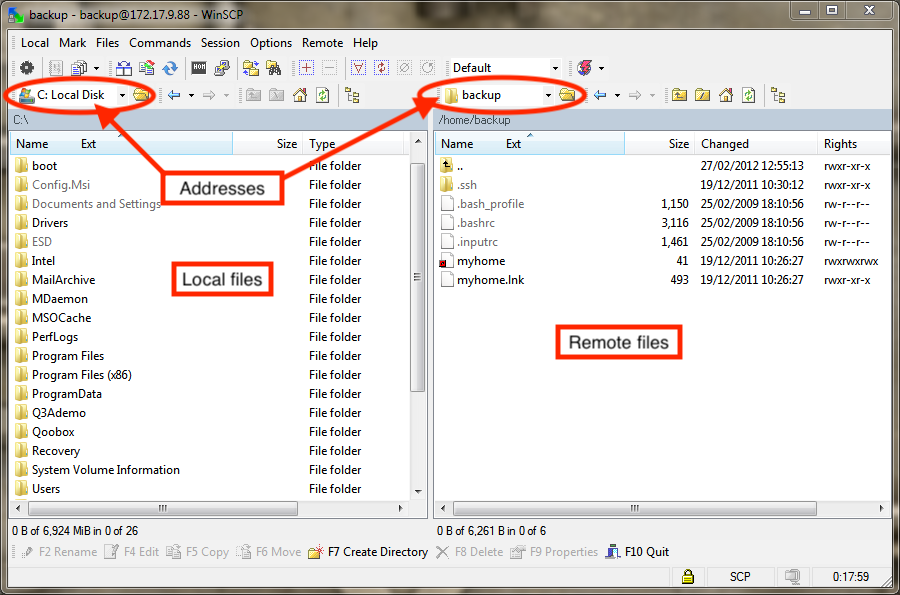 backup - backup@172.17.9.88 - WinSCP
Local Mark Files Commands Session Options Remote Help
Default
C: Local Disk
backup
C:\
/home/backup
Name Ext Size Type
Name Ext Size Changed Rights
boot File folder
Config.Msi File folder
Documents and Settings File folder
Drivers File folder
ESD File folder
Intel File folder
MailArchive File folder
MDaemon File folder
MSOCache File folder
PerfLogs File folder
Program Files File folder
Program Files (x86) File folder
ProgramData File folder
Q3Ademo File folder
Qoobox File folder
Recovery File folder
System Volume Information File folder
Users File folder
Addresses
Local files
.. 27/02/2012 12:55:13 rwxr-xr-x
.ssh 19/12/2011 10:30:12 rwxr-xr-x
.bash_profile 1,150 25/02/2009 18:10:56 rw-r--r--
.bashrc 3,116 25/02/2009 18:10:56 rw-r--r--
.inputrc 1,461 25/02/2009 18:10:56 rw-r--r--
myhome 41 19/12/2011 10:26:27 rwxrwxrwx
myhome.lnk 493 19/12/2011 10:26:27 rwxr-xr-x
Remote files
0 B of 6,924 MiB in 0 of 26
0 B of 6,261 B in 0 of 6
F2 Rename F4 Edit F5 Copy F6 Move F7 Create Directory F8 Delete F9 Properties F10 Quit
SCP 0:17:59